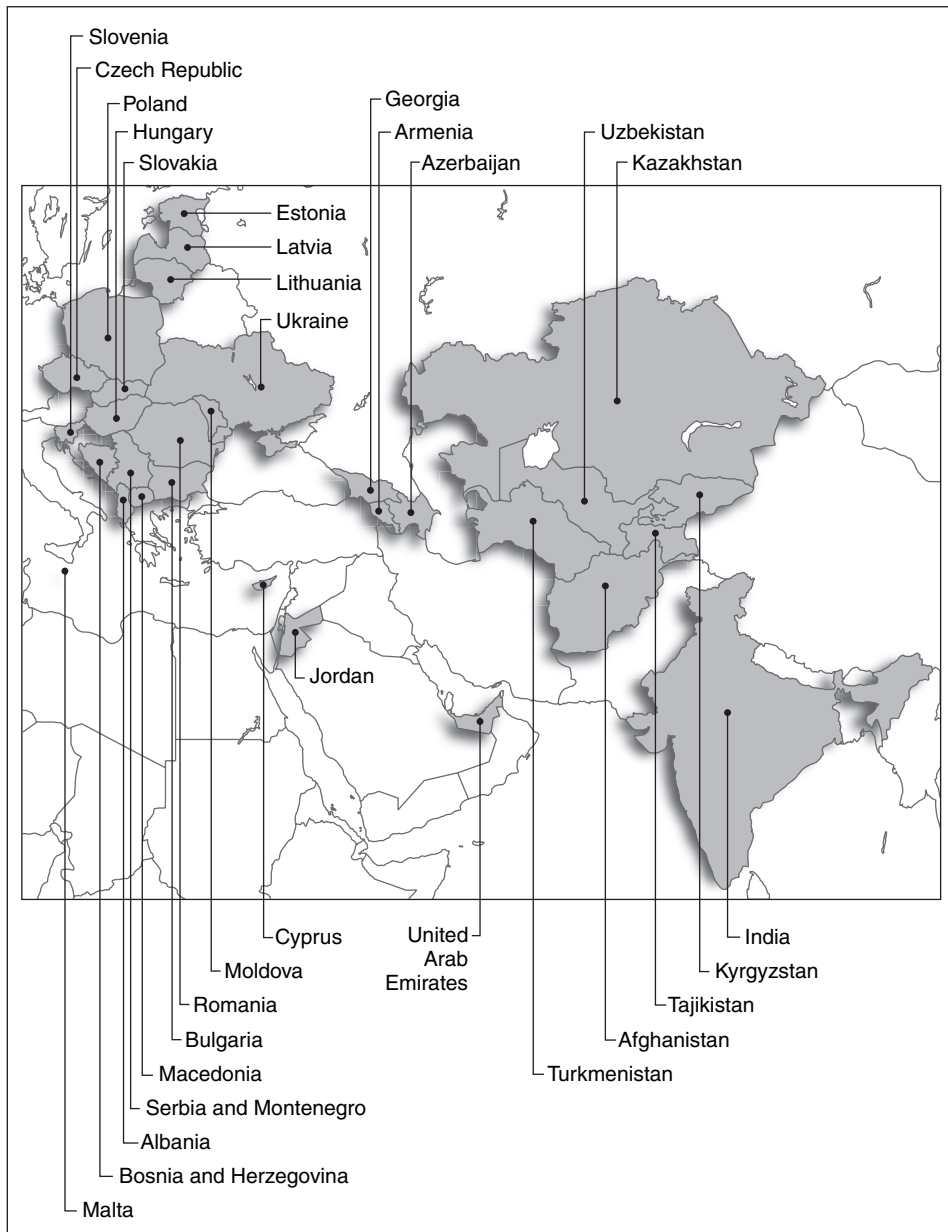 Slovenia
Czech Republic
Poland
Hungary
Slovakia
Georgia
Armenia
Azerbaijan
Uzbekistan
Kazakhstan
Estonia
Latvia
Lithuania
Ukraine
Jordan
Cyprus
Moldova
Romania
Bulgaria
Macedonia
Serbia and Montenegro
Albania
Bosnia and Herzegovina
Malta
United
Arab
Emirates
India
Kyrgyzstan
Tajikistan
Afghanistan
Turkmenistan